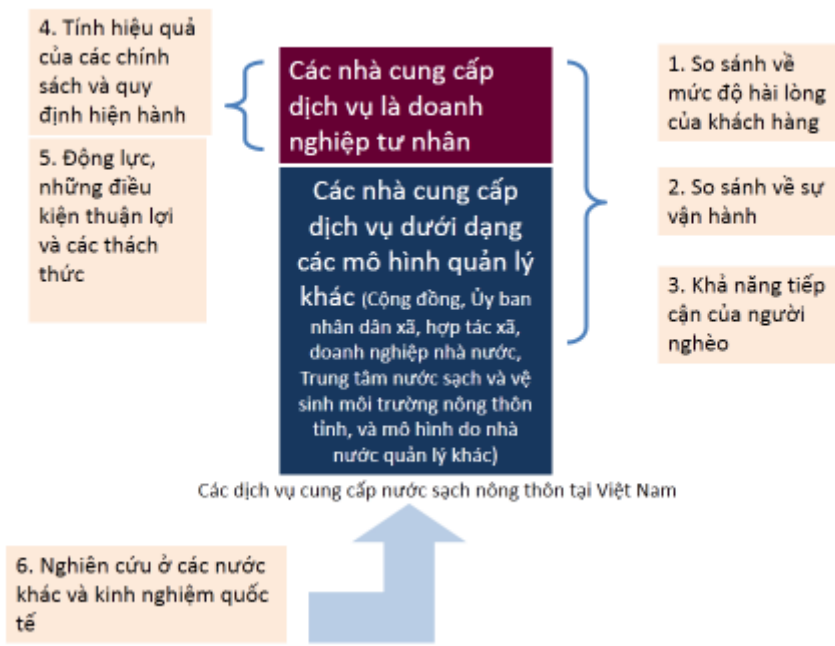 4. Tính hiệu quả
của các chính
sách và quy
định hiện hành
5. Động lực,
những điều
kiện thuận lợi
và các thách
thức
Các nhà cung cấp
dịch vụ là doanh
nghiệp tư nhân
Các nhà cung cấp
dịch vụ dưới dạng
các mô hình quản lý
khác (Cộng đồng, Ủy ban
nhân dân xã, hợp tác xã,
doanh nghiệp nhà nước,
Trung tâm nước sạch và vệ
sinh môi trường nông thôn
tỉnh, và mô hình do nhà
nước quản lý khác)
1. So sánh về
mức độ hài lòng
của khách hàng
2. So sánh về sự
vận hành
3. Khả năng tiếp
cận của người
nghèo
Các dịch vụ cung cấp nước sạch nông thôn tại Việt Nam
6. Nghiên cứu ở các nước
khác và kinh nghiệm quốc
tế